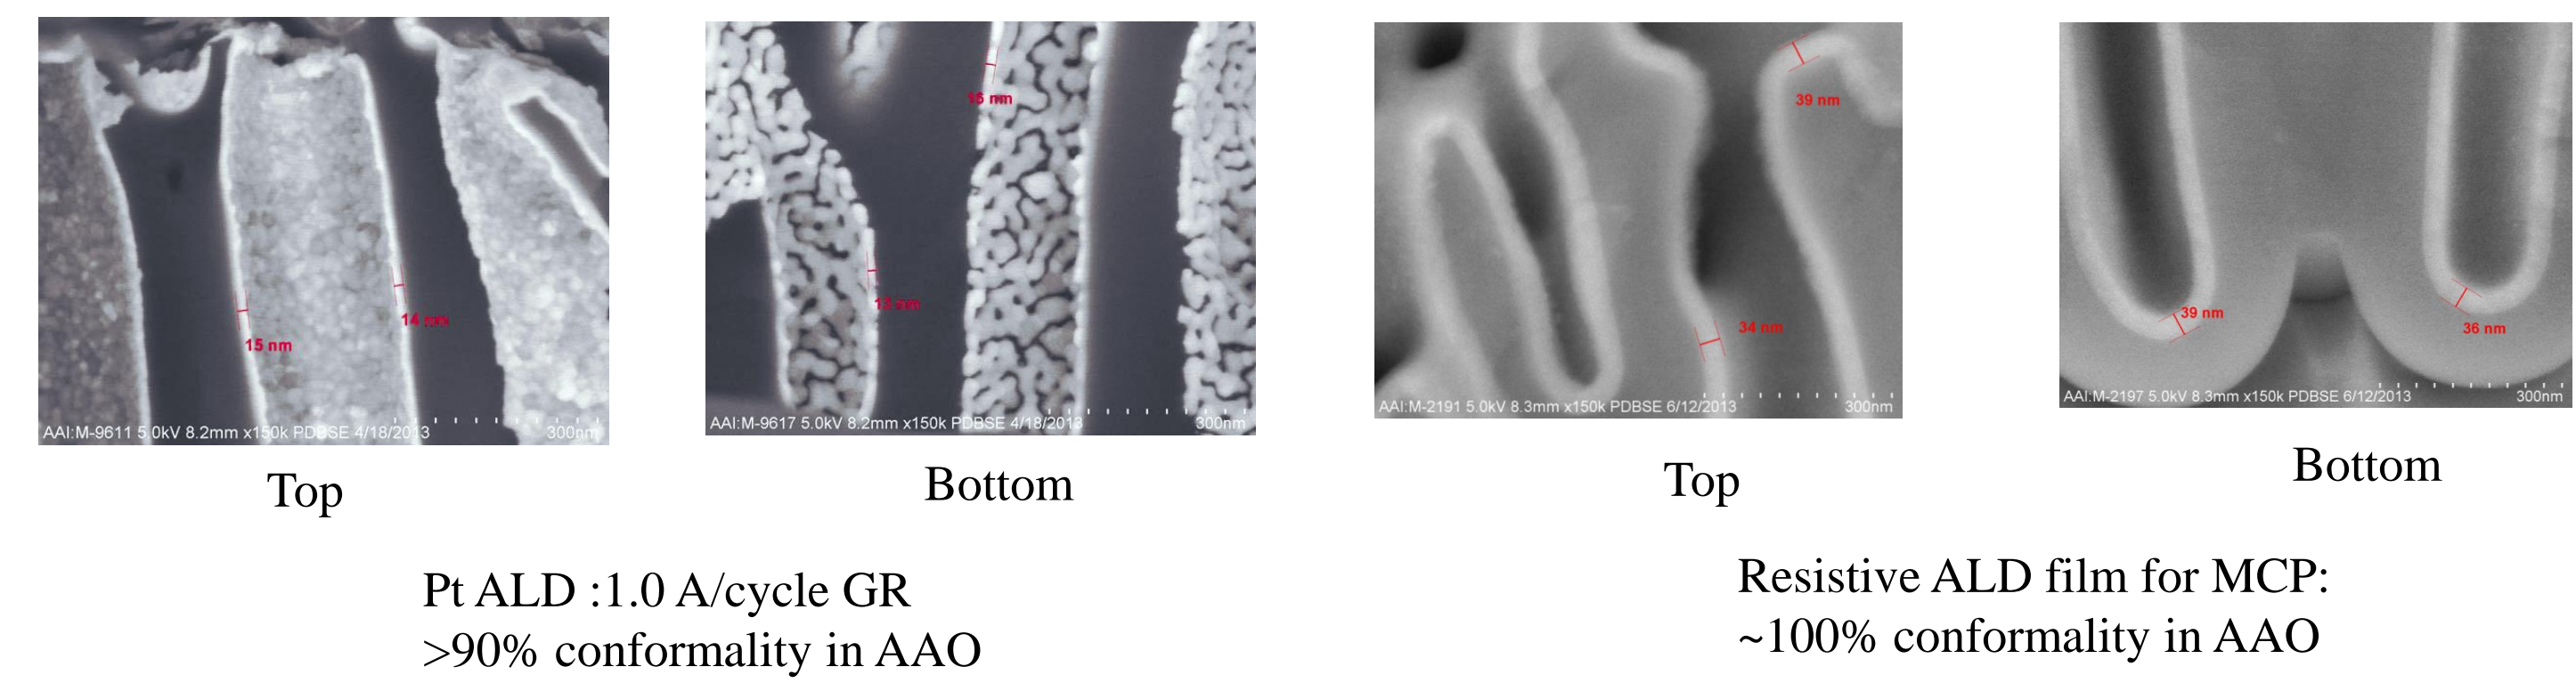 15 nm
14 nm
AAI:M-9611 5.0kV 8.2mm x150k PDBSE 4/18/2013 300nm
Top
15 nm
13 nm
AAI:M-9617 5.0kV 8.2mm x150k PDBSE 4/18/2013 300nm
Bottom
Pt ALD :1.0 A/cycle GR
>90% conformality in AAO
39 nm
34 nm
AAI:M-2191 5.0kV 8.3mm x150k PDBSE 6/12/2013 300nm
Top
39 nm
36 nm
AAI:M-2197 5.0kV 8.3mm x150k PDBSE 6/12/2013 300nm
Bottom
Resistive ALD film for MCP:
~100% conformality in AAO